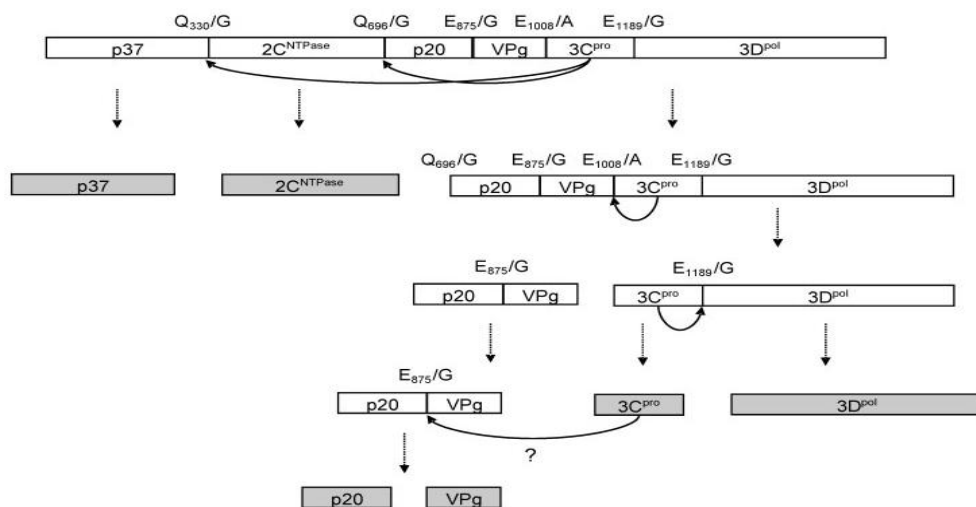 Q₃₃₀/G Q₆₉₆/G E₈₇₅/G E₁₀₀₈/A E₁₁₈₉/G
p37 2Cᴺᵀᴾᵃˢᵉ p20 VPg 3Cᵖʳᵒ 3Dᵖᵒˡ
Q₆₉₆/G E₈₇₅/G E₁₀₀₈/A E₁₁₈₉/G
p37 2Cᴺᵀᴾᵃˢᵉ p20 VPg 3Cᵖʳᵒ 3Dᵖᵒˡ
E₈₇₅/G E₁₁₈₉/G
p20 VPg 3Cᵖʳᵒ 3Dᵖᵒˡ
E₈₇₅/G
p20 VPg 3Cᵖʳᵒ 3Dᵖᵒˡ
?
p20 VPg